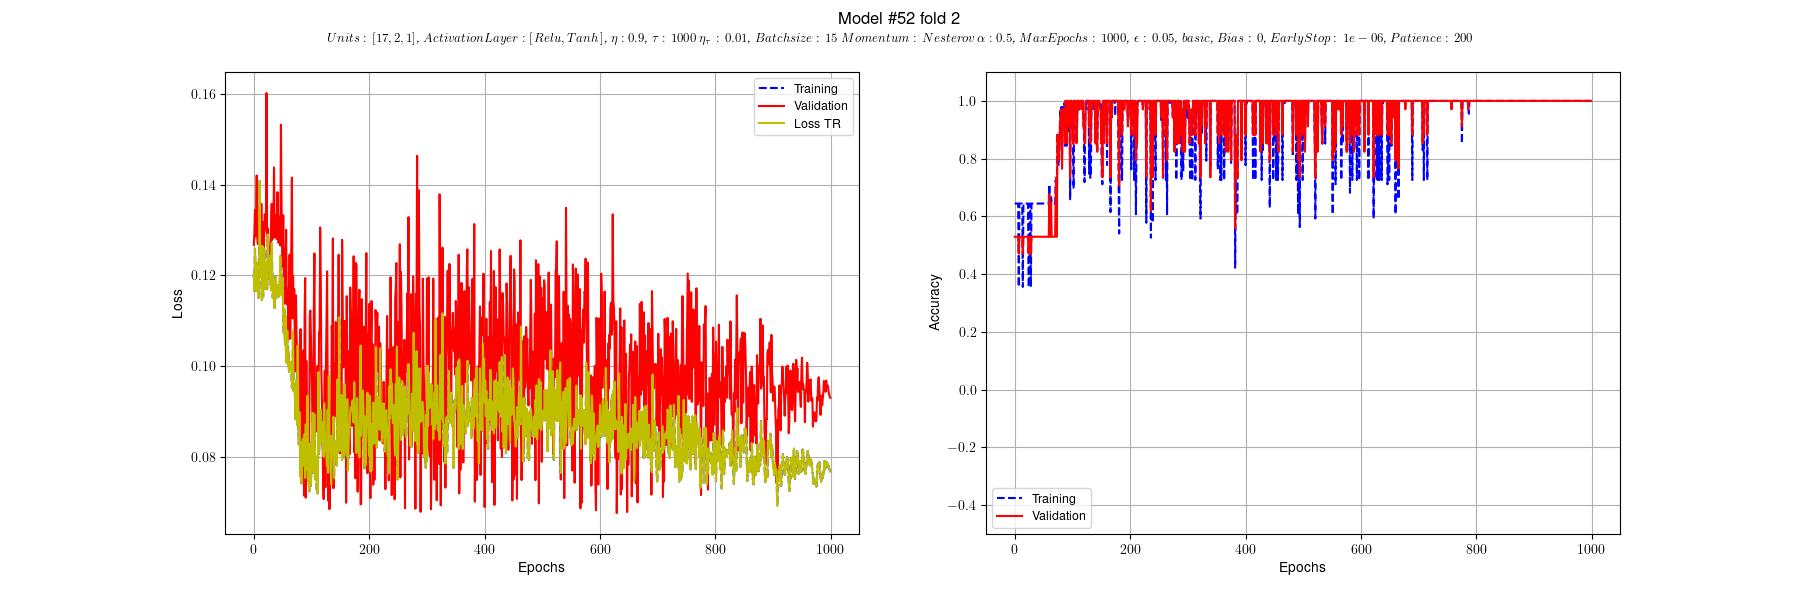 Model #52 fold 2
Units : [17, 2, 1], ActivationLayer : [Relu, Tanh], η : 0.9, τ : 1000 η_τ : 0.01, Batchsize : 15 Momentum : Nesterov α : 0.5, MaxEpochs : 1000, ϵ : 0.05, basic, Bias : 0, EarlyStop : 1e − 06, Patience : 200
0.16
0.14
0.12
0.10
0.08
Loss
0 200 400 600 800 1000
Epochs
Training
Validation
Loss TR
1.0
0.8
0.6
0.4
0.2
0.0
−0.2
−0.4
Accuracy
0 200 400 600 800 1000
Epochs
Training
Validation